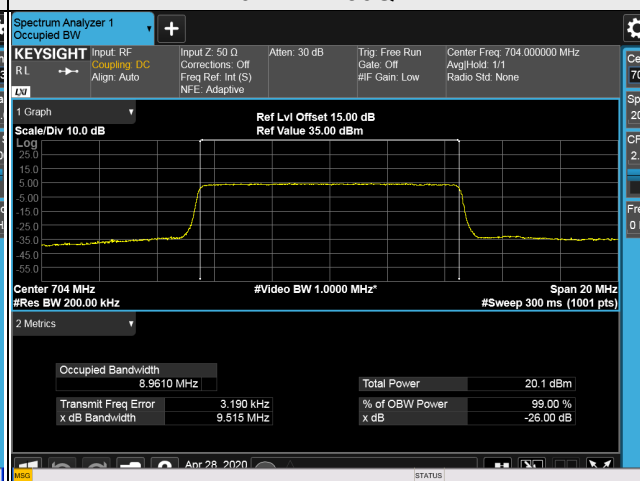 Spectrum Analyzer 1
Occupied BW
KEYSIGHT
RL
LXI
Input: RF
Coupling: DC
Align: Auto
Input Z: 50 Ω
Corrections: Off
Freq Ref: Int (S)
NFE: Adaptive
Atten: 30 dB
Trig: Free Run
Gate: Off
#IF Gain: Low
Center Freq: 704.000000 MHz
Avg|Hold: 1/1
Radio Std: None
1 Graph
Scale/Div 10.0 dB
Ref Lvl Offset 15.00 dB
Ref Value 35.00 dBm
Log
25.0
15.0
5.00
-5.00
-15.0
-25.0
-35.0
-45.0
-55.0
Center 704 MHz
#Res BW 200.00 kHz
#Video BW 1.0000 MHz*
Span 20 MHz
#Sweep 300 ms (1001 pts)
2 Metrics
Occupied Bandwidth
8.9610 MHz
Total Power 20.1 dBm
Transmit Freq Error 3.190 kHz
% of OBW Power 99.00 %
x dB Bandwidth 9.515 MHz
x dB -26.00 dB
Apr 28, 2020
MSG
STATUS